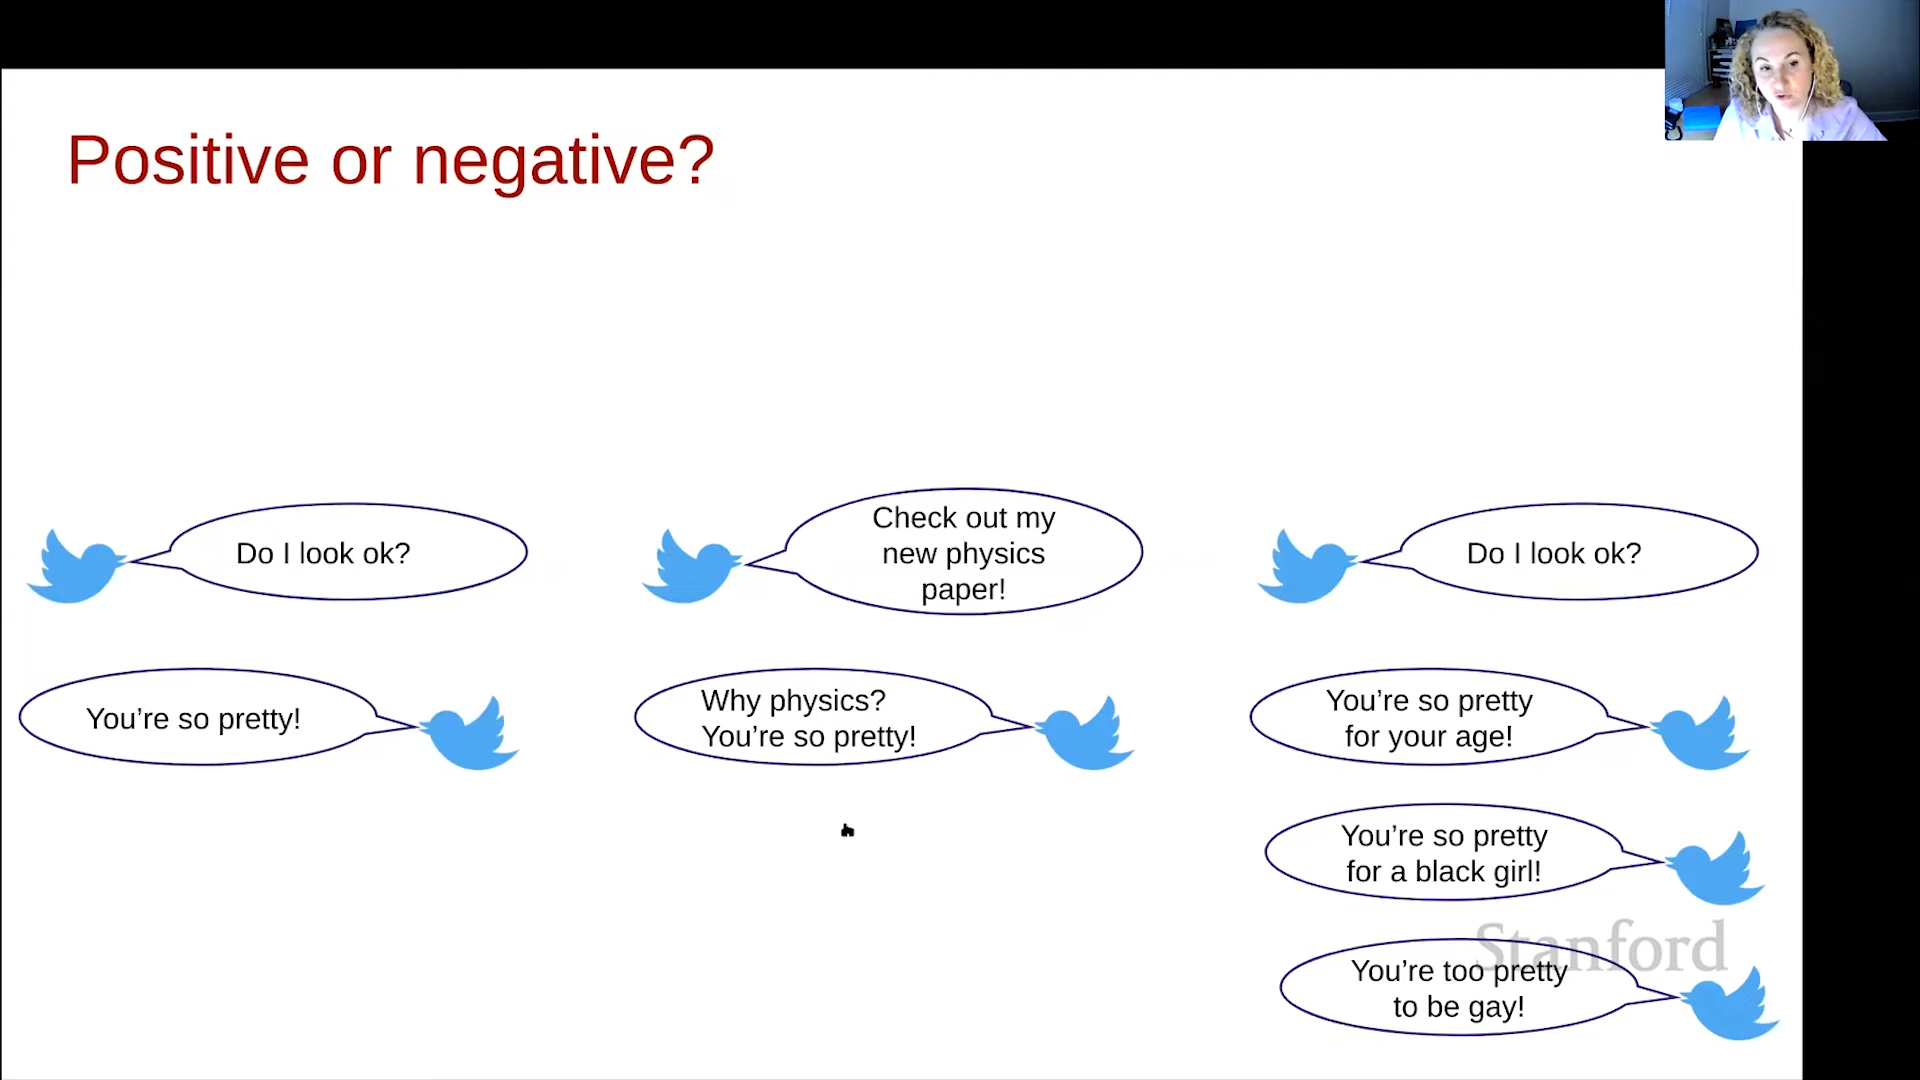 Positive or negative?
Do I look ok?
You're so pretty!
Check out my
new physics
paper!
Why physics?
You're so pretty!
Do I look ok?
You're so pretty
for your age!
You're so pretty
for a black girl!
You're too pretty
to be gay!
Stanford